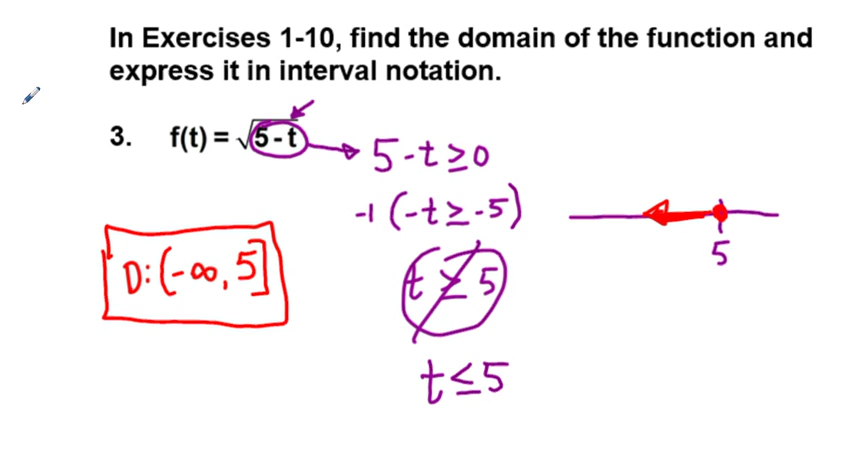 In Exercises 1-10, find the domain of the function and
express it in interval notation.
3. f(t) = √5 - t
5 - t ≥ 0
-1 (-t ≥ -5)
t ≥ 5
t ≤ 5
D: (-∞, 5]
5